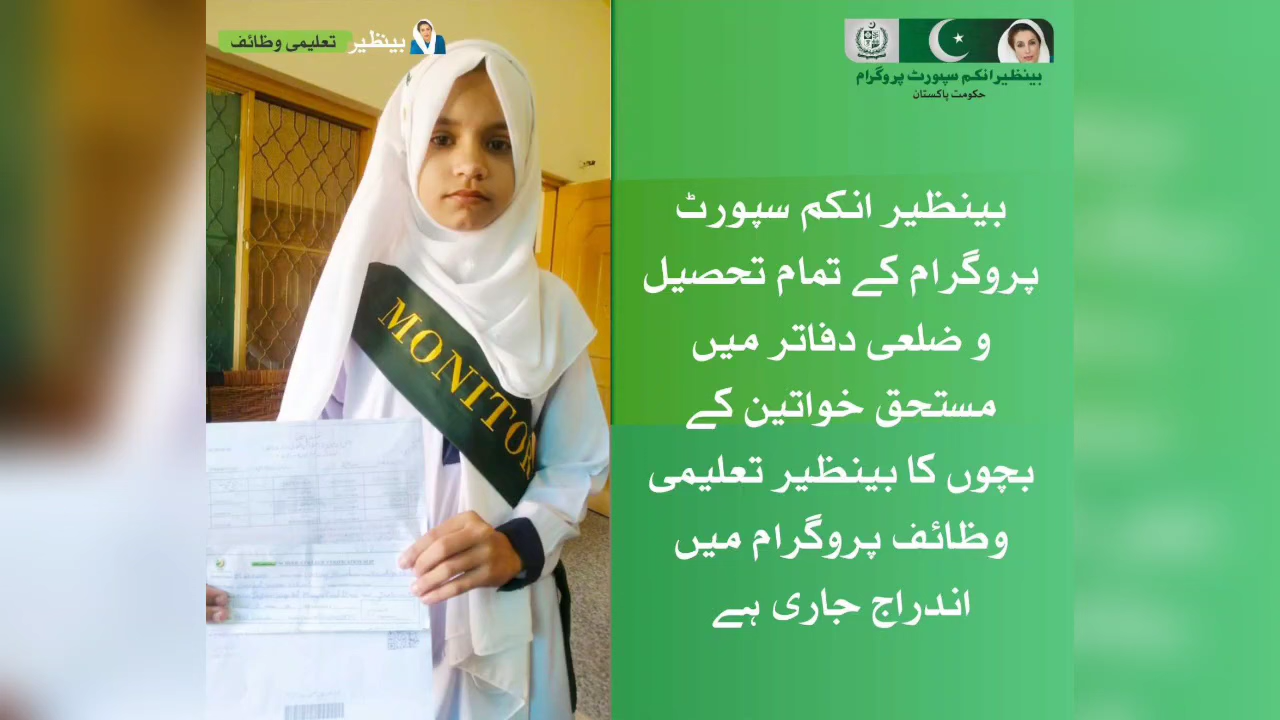 بینظیر تعلیمی وظائف
MONITOR
بینظیر انکم سپورٹ پروگرام
حکومت پاکستان
بینظیر انکم سپورٹ
پروگرام کے تمام تحصیل
و ضلعی دفاتر میں
مستحق خواتین کے
بچوں کا بینظیر تعلیمی
وظائف پروگرام میں
اندراج جاری ہے